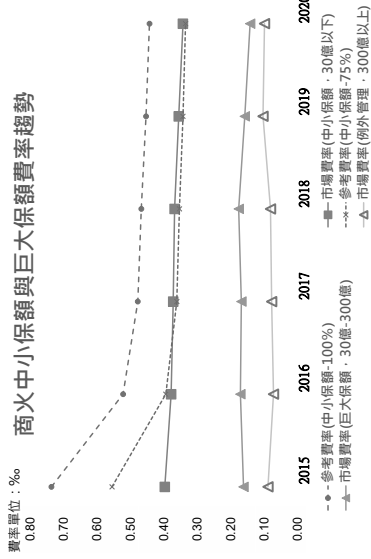 商火中小保額與巨大保額費率趨勢
費率單位：‰
0.80
0.70
0.60
0.50
0.40
0.30
0.20
0.10
0.00
2015
2016
2017
2018
2019
2020
參考費率(中小保額-100%)
市場費率(中小保額，30億以下)
市場費率(巨大保額，30億-300億)
參考費率(中小保額-75%)
市場費率(例外管理，300億以上)